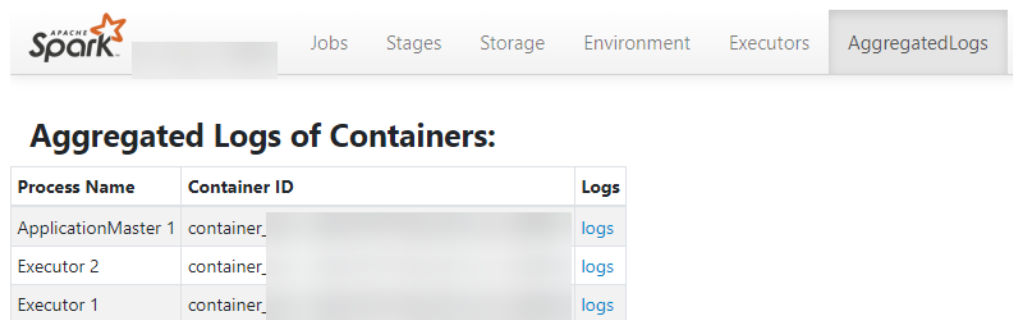 APACHE
Spark
Jobs Stages Storage Environment Executors AggregatedLogs
Aggregated Logs of Containers:
Process Name Container ID Logs
ApplicationMaster 1 container_ logs
Executor 2 container_ logs
Executor 1 container_ logs